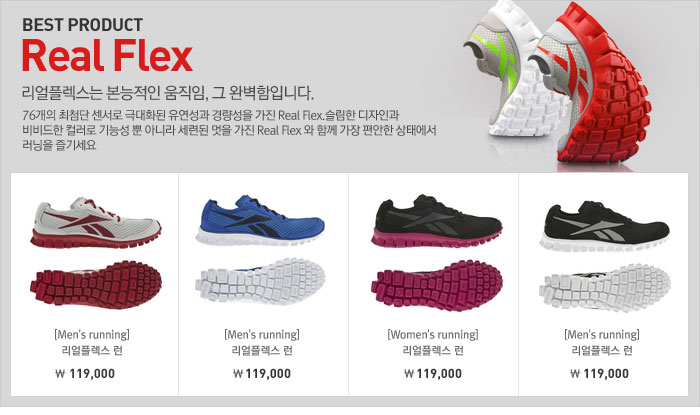 BEST PRODUCT
Real Flex
리얼플렉스는 본능적인 움직임, 그 완벽함입니다.
76개의 최첨단 센서로 극대화된 유연성과 경량성을 가진 Real Flex.슬림한 디자인과
비비드한 컬러로 기능성 뿐 아니라 세련된 멋을 가진 Real Flex 와 함께 가장 편안한 상태에서
러닝을 즐기세요
[Men's running]
리얼플렉스 런
₩ 119,000
[Men's running]
리얼플렉스 런
₩ 119,000
[Women's running]
리얼플렉스 런
₩ 119,000
[Men's running]
리얼플렉스 런
₩ 119,000